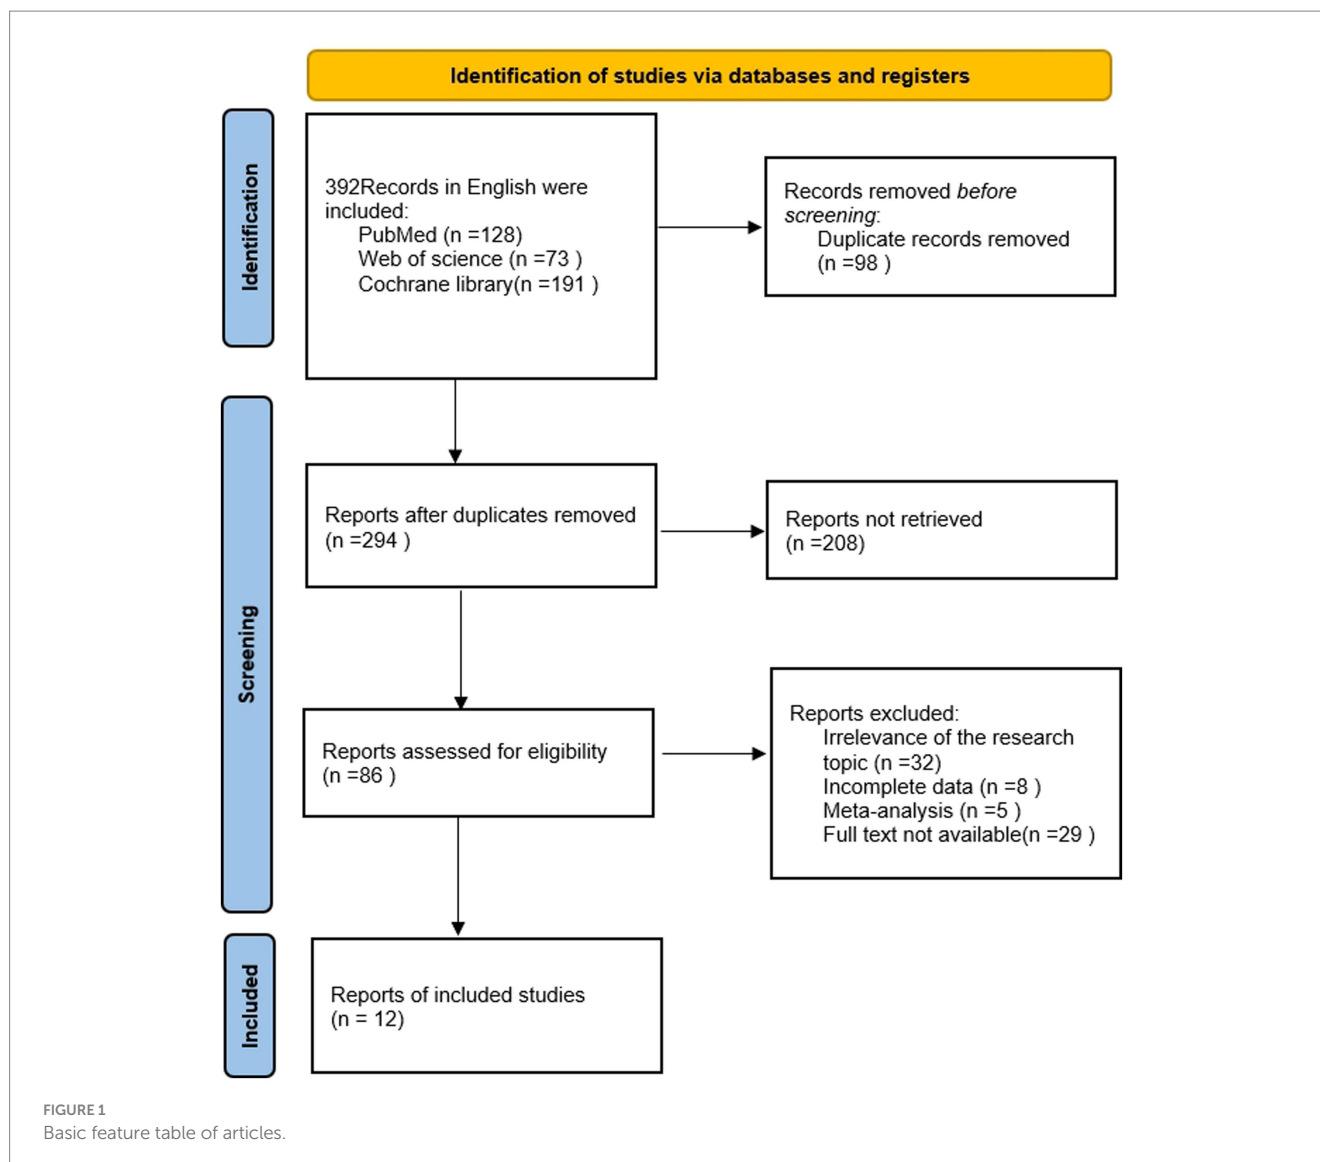 Identification of studies via databases and registers
Identification
392Records in English were
included:
PubMed (n =128)
Web of science (n =73 )
Cochrane library(n =191 )
Records removed before
screening:
Duplicate records removed
(n =98 )
Screening
Reports after duplicates removed
(n =294 )
Reports not retrieved
(n =208)
Reports assessed for eligibility
(n =86 )
Reports excluded:
Irrelevance of the research
topic (n =32)
Incomplete data (n =8 )
Meta-analysis (n =5 )
Full text not available(n =29 )
Included
Reports of included studies
(n = 12)
FIGURE 1
Basic feature table of articles.